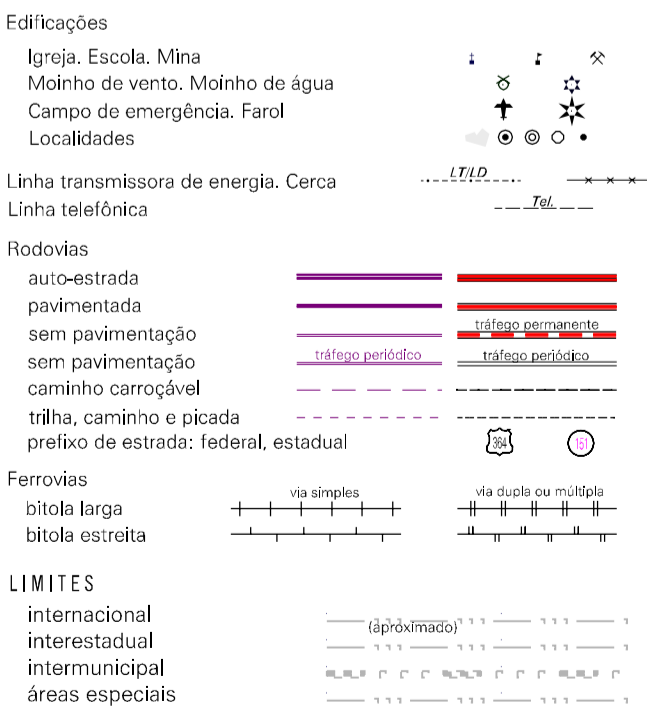 Edificações
Igreja. Escola. Mina
Moinho de vento. Moinho de água
Campo de emergência. Farol
Localidades
Linha transmissora de energia. Cerca LT/LD
Linha telefônica Tel.
Rodovias
auto-estrada
pavimentada
sem pavimentação tráfego permanente
sem pavimentação tráfego periódico tráfego periódico
caminho carroçável
trilha, caminho e picada
prefixo de estrada: federal, estadual 364 151
Ferrovias
via simples via dupla ou múltipla
bitola larga
bitola estreita
LIMITES
internacional
(aproximado)
interestadual
intermunicipal
áreas especiais